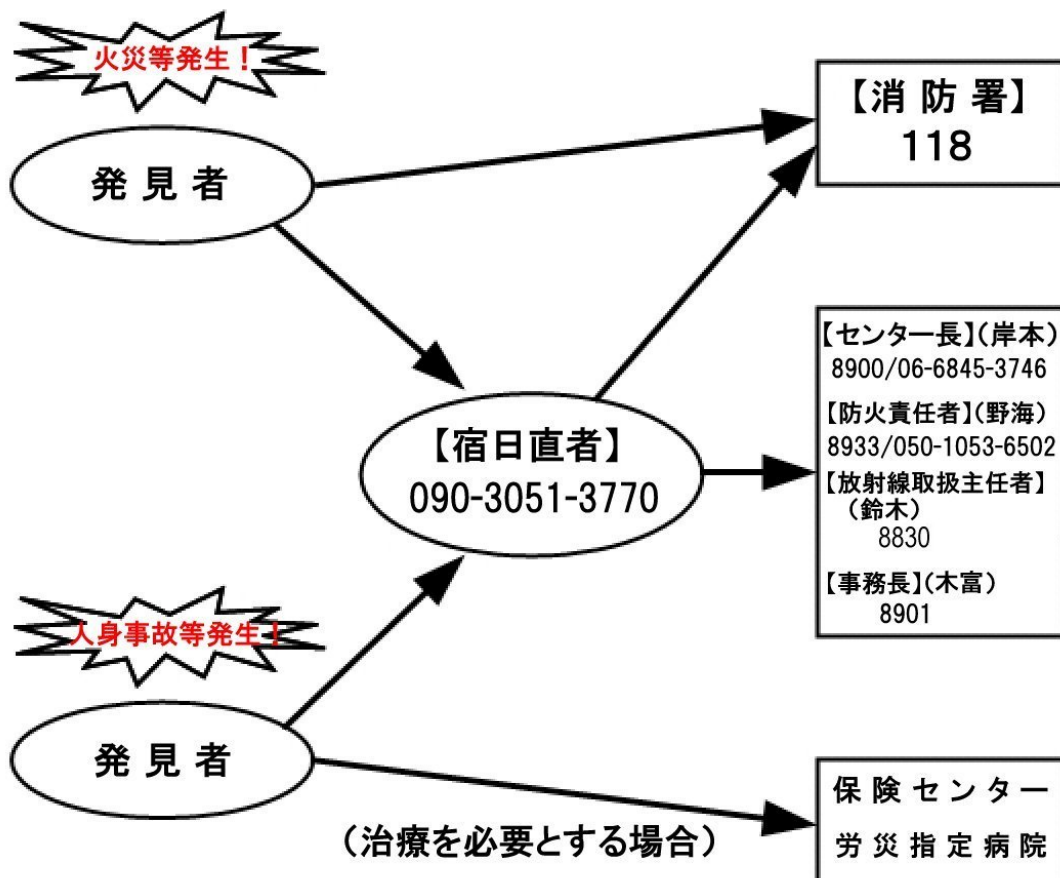 火災等発生！
発見者
【消防署】
118
【センター長】(岸本)
8900/06-6845-3746
【防火責任者】(野海)
8933/050-1053-6502
【放射線取扱主任者】
(鈴木)
8830
【事務長】(木富)
8901
【宿日直者】
090-3051-3770
人身事故等発生！
発見者
(治療を必要とする場合)
保険センター
労災指定病院